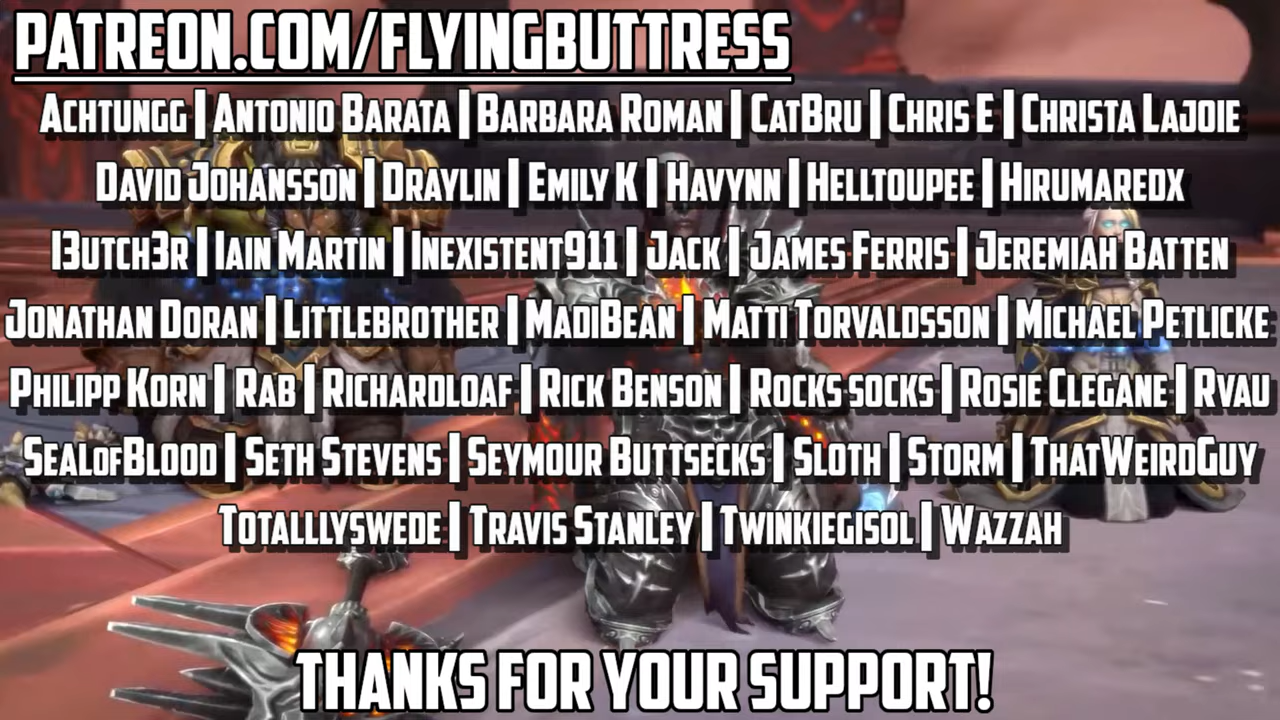 PATREON.COM/FLYINGBUTTRESS
ACHTUNGG | ANTONIO BARATA | BARBARA ROMAN | CATBRU | CHRIS E | CHRISTA LAJOIE
DAVID JOHANSSON | DRAYLIN | EMILY K | HAVYNN | HELLTOUPEE | HIRUMAREDX
I3UTCH3R | IAIN MARTIN | INEXISTENT911 | JACK | JAMES FERRIS | JEREMIAH BATTEN
JONATHAN DORAN | LITTLEBROTHER | MADIBEAN | MATTI TORVALDSSON | MICHAEL PETLICKE
PHILIPP KORN | RAB | RICHARDLOAF | RICK BENSON | ROCKS SOCKS | ROSIE CLEGANE | RVAU
SEALOFBLOOD | SETH STEVENS | SEYMOUR BUTTSECKS | SLOTH | STORM | THATWEIRDGUY
TOTALLLYSWEDE | TRAVIS STANLEY | TWINKIEGISOL | WAZZAH
THANKS FOR YOUR SUPPORT!